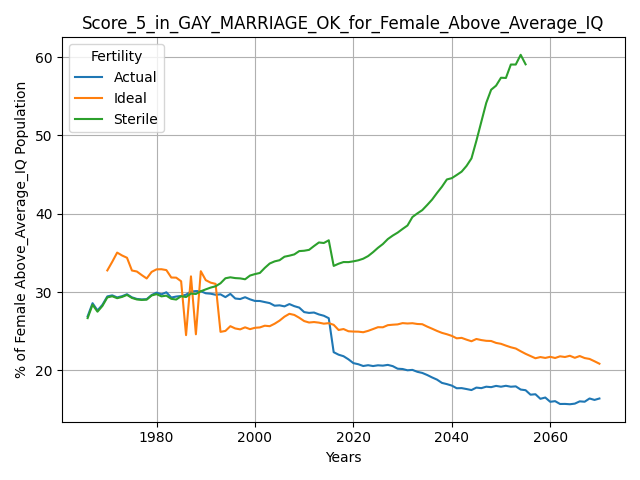 Score_5_in_GAY_MARRIAGE_OK_for_Female_Above_Average_IQ
% of Female Above_Average_IQ Population
60
50
40
30
20
Fertility
Actual
Ideal
Sterile
1980 2000 2020 2040 2060
Years